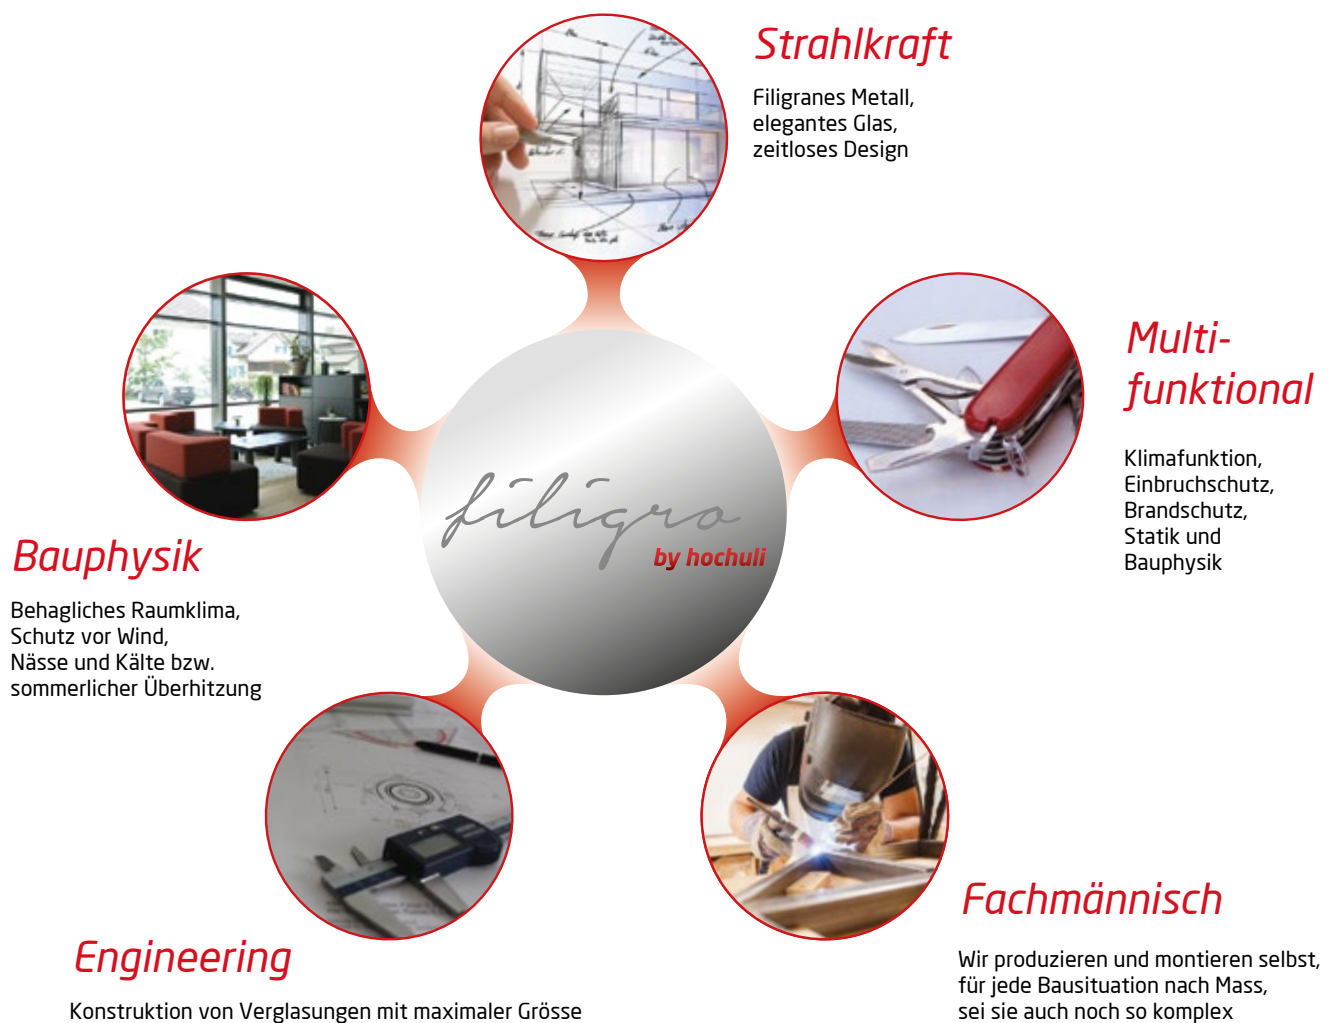 Strahlkraft
Filigranes Metall,
elegantes Glas,
zeitloses Design
Multi-
funktional
Klimafunktion,
Einbruchschutz,
Brandschutz,
Statik und
Bauphysik
filigro
by hochuli
Bauphysik
Behagliches Raumklima,
Schutz vor Wind,
Nässe und Kälte bzw.
sommerlicher Überhitzung
Fachmännisch
Wir produzieren und montieren selbst,
für jede Bausituation nach Mass,
sei sie auch noch so komplex
Engineering
Konstruktion von Verglasungen mit maximaler Grösse